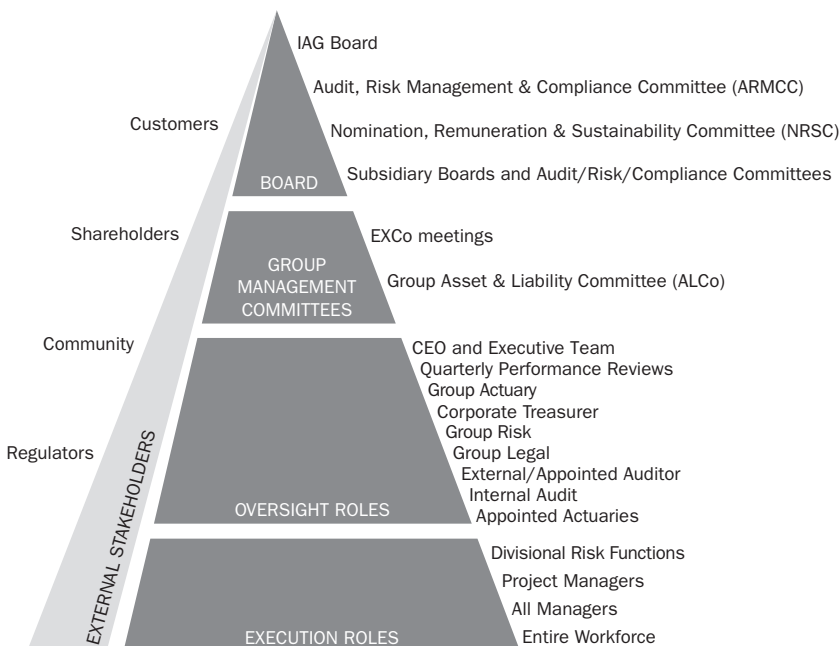 IAG Board
Audit, Risk Management & Compliance Committee (ARMCC)
Customers
Nomination, Remuneration & Sustainability Committee (NRSC)
Subsidiary Boards and Audit/Risk/Compliance Committees
BOARD
Shareholders
EXCo meetings
GROUP
MANAGEMENT
COMMITTEES
Group Asset & Liability Committee (ALCo)
Community
CEO and Executive Team
Quarterly Performance Reviews
Group Actuary
Corporate Treasurer
Group Risk
Group Legal
External/Appointed Auditor
Internal Audit
Appointed Actuaries
Regulators
OVERSIGHT ROLES
EXTERNAL STAKEHOLDERS
Divisional Risk Functions
Project Managers
All Managers
Entire Workforce
EXECUTION ROLES